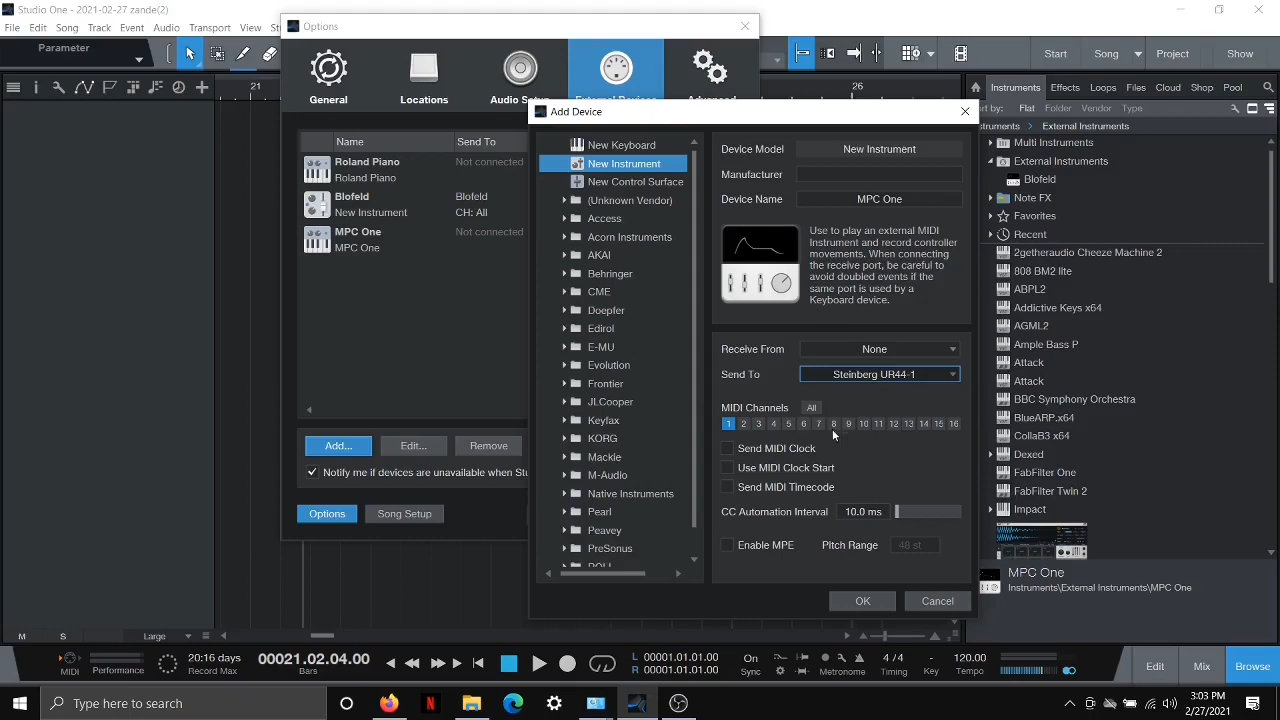 Studio One - 2021-02-27 zande(2)
File Edit Song Track Event Audio Transport View
Parameter
Options
General
Locations
Name Send To
Roland Piano Not connected
Roland Piano
Blofeld Blofeld
New Instrument CH: All
MPC One Not connected
MPC One
Add... Edit... Remove
Notify me if devices are unavailable when
Options Song Setup
Add Device
New Keyboard
New Instrument
New Control Surface
(Unknown Vendor)
Access
Acorn Instruments
AKAI
Behringer
CME
Doepfer
Edirol
E-MU
Evolution
Frontier
JLCooper
Keyfax
KORG
Mackie
M-Audio
Native Instruments
Pearl
Peavey
PreSonus
Device Model New Instrument
Manufacturer
Device Name MPC One
Use to play an external MIDI
Instrument and record controller
movements. When connecting
the receive port, be careful to
avoid doubled events if the
same port is used by a
Keyboard device.
Receive From None
Send To Steinberg UR44-1
MIDI Channels All
1 2 3 4 5 6 7 8 9 10 11 12 13 14 15 16
Send MIDI Clock
Use MIDI Clock Start
Send MIDI Timecode
CC Automation Interval 10.0 ms
Enable MPE Pitch Range 48 st
OK Cancel
21
26
Start Song Project Show
Instruments Effects Loops Cloud Shop Pool
Flat Folder Vendor Type
External Instruments
Multi Instruments
External Instruments
Blofeld
Note FX
Favorites
Recent
2getheraudio Cheeze Machine 2
808 BM2 lite
ABPL2
Addictive Keys x64
AGML2
Ample Bass P
Attack
Attack
BBC Symphony Orchestra
BlueARP.x64
CollaB3 x64
Dexed
FabFilter One
FabFilter Twin 2
Impact
MPC One
Instruments\External Instruments\MPC One
M S Large
MIDI Performance
20:16 days
Record Max
00021.02.04.00
Bars
L 00001.01.01.00
R 00001.01.01.00
Off
Sync
Metronome
4 / 4
Timing
-
Key
120.00
Tempo
Edit Mix Browse
Type here to search
3:03 PM
2/27/2021